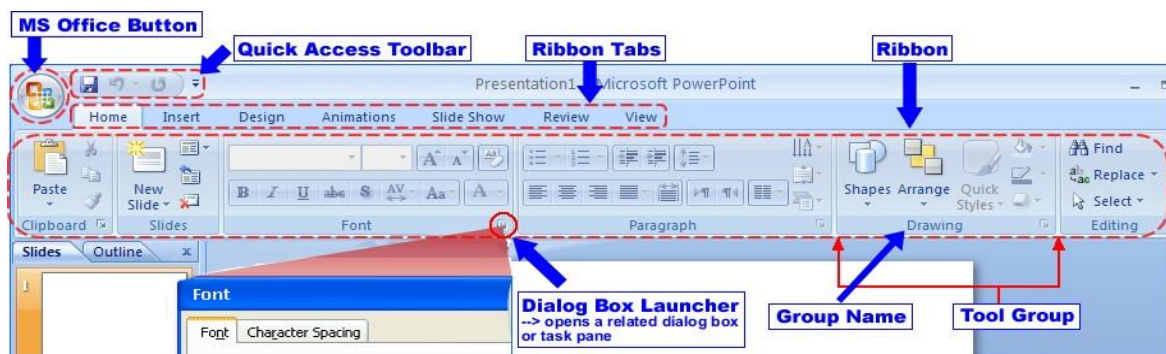 MS Office Button
Quick Access Toolbar
Ribbon Tabs
Ribbon
Presentation1 Microsoft PowerPoint
Home Insert Design Animations Slide Show Review View
Paste
New Slide
B I U abc S AV Aa A
Shapes Arrange Quick Styles
Find
Replace
Select
Clipboard Slides Font Paragraph Drawing Editing
Slides Outline x
1
Font
Font Character Spacing
Dialog Box Launcher
--> opens a related dialog box
or task pane
Group Name
Tool Group